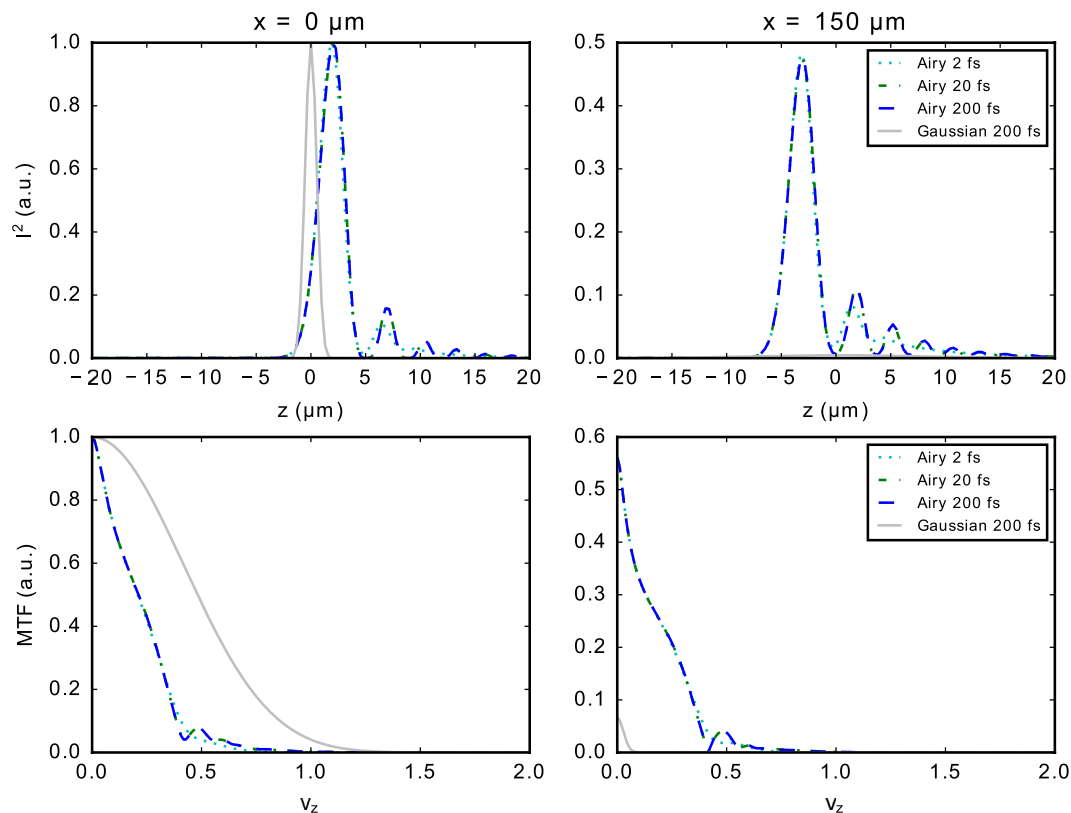 x = 0 µm
x = 150 µm
I² (a.u.)
1.0
0.8
0.6
0.4
0.2
0.0
−20 −15 −10 −5 0 5 10 15 20
z (µm)
0.5
0.4
0.3
0.2
0.1
0.0
Airy 2 fs
Airy 20 fs
Airy 200 fs
Gaussian 200 fs
−20 −15 −10 −5 0 5 10 15 20
z (µm)
MTF (a.u.)
1.0
0.8
0.6
0.4
0.2
0.0
0.0 0.5 1.0 1.5 2.0
v_z
0.6
0.5
0.4
0.3
0.2
0.1
0.0
Airy 2 fs
Airy 20 fs
Airy 200 fs
Gaussian 200 fs
0.0 0.5 1.0 1.5 2.0
v_z